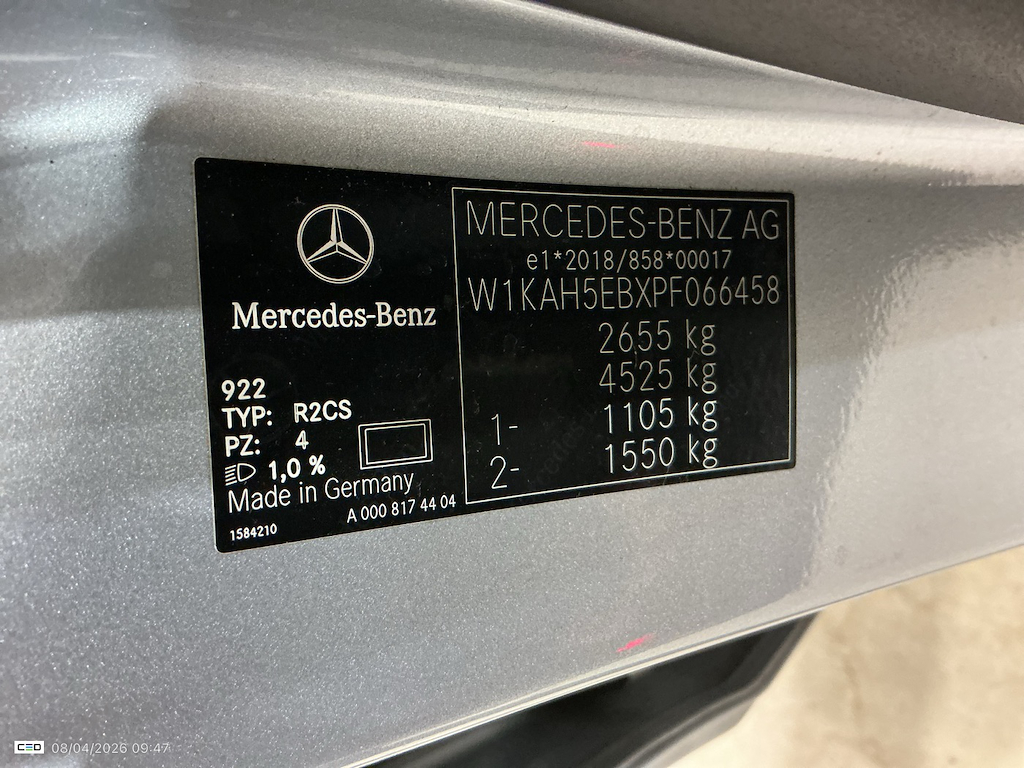 Mercedes-Benz
922
TYP: R2CS
PZ: 4
1,0 %
Made in Germany
A 000 817 44 04
1584210
MERCEDES-BENZ AG
e1*2018/858*00017
W1KAH5EBXPF066458
2655 kg
4525 kg
1- 1105 kg
2- 1550 kg
CEO 08/04/2026 09:47